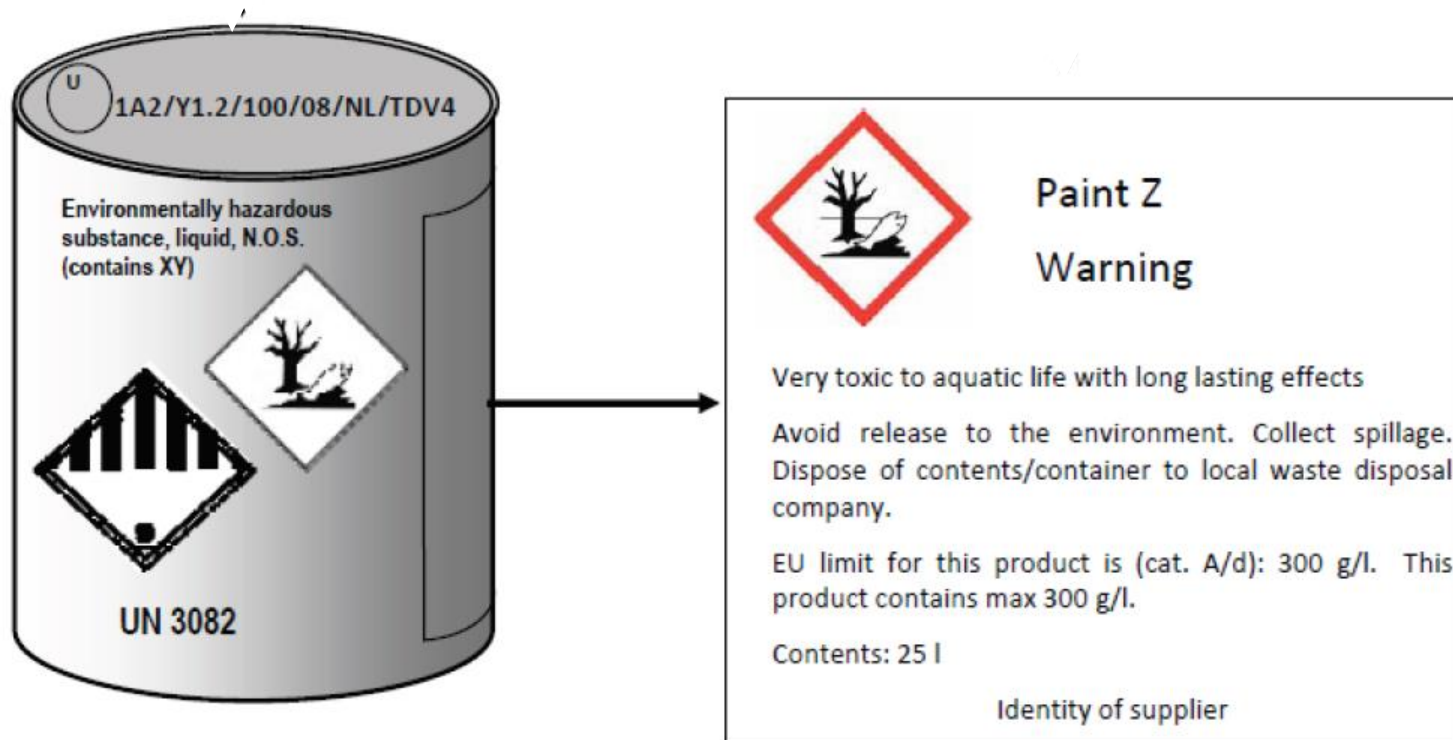 U
1A2/Y1.2/100/08/NL/TDV4
Environmentally hazardous
substance, liquid, N.O.S.
(contains XY)
UN 3082
Paint Z
Warning
Very toxic to aquatic life with long lasting effects
Avoid release to the environment. Collect spillage.
Dispose of contents/container to local waste disposal
company.
EU limit for this product is (cat. A/d): 300 g/l. This
product contains max 300 g/l.
Contents: 25 l
Identity of supplier